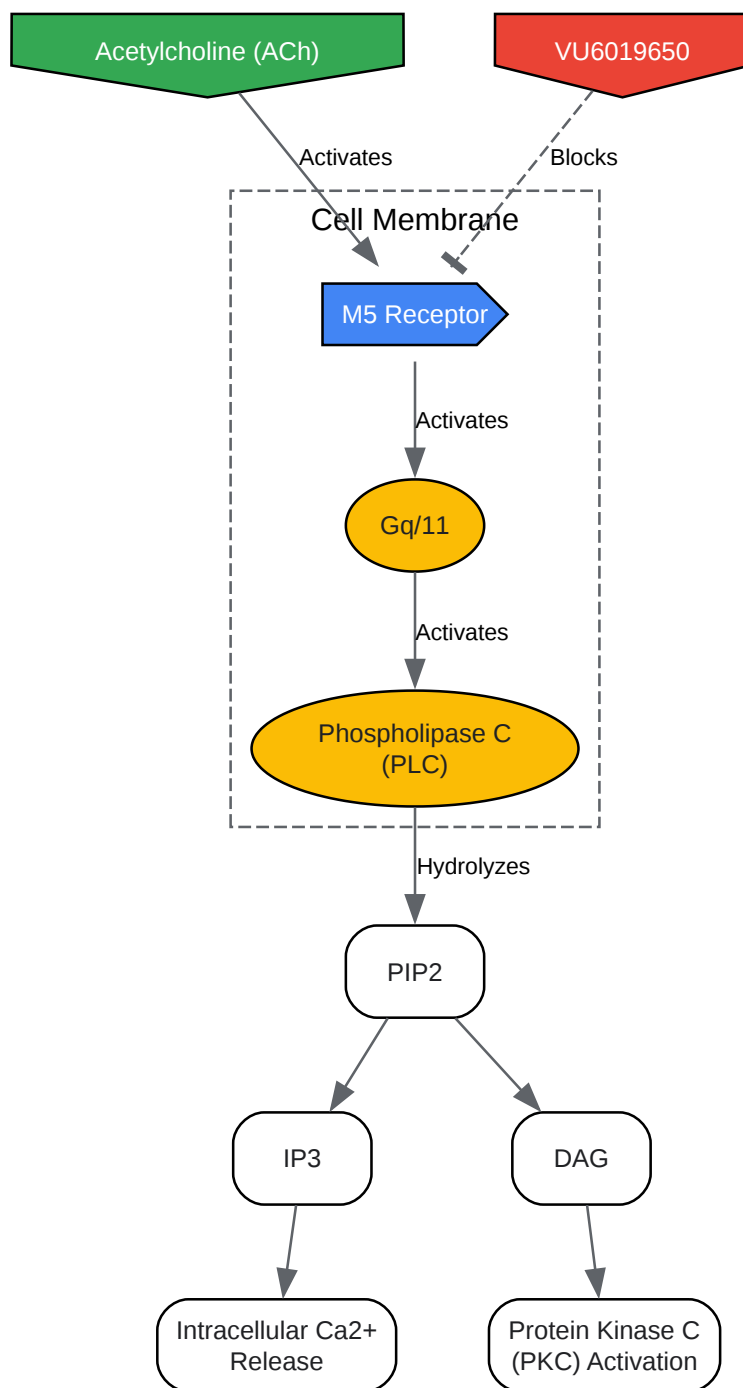 Acetylcholine (ACh)
VU6019650
Activates
Blocks
Cell Membrane
M5 Receptor
Activates
Gq/11
Activates
Phospholipase C
(PLC)
Hydrolyzes
PIP2
IP3
DAG
Intracellular Ca2+
Release
Protein Kinase C
(PKC) Activation